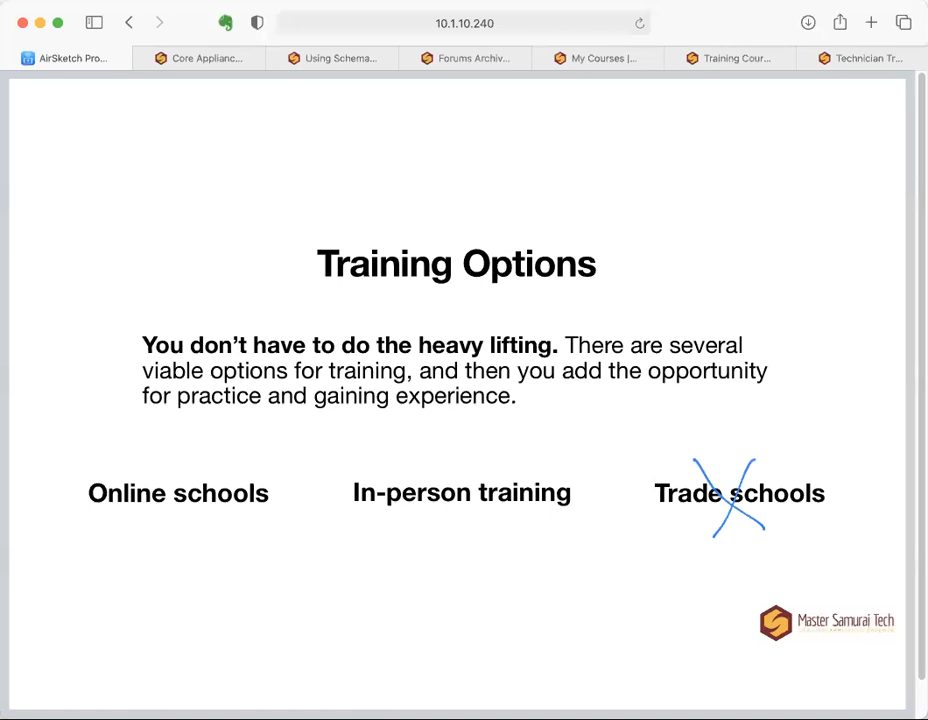 10.1.10.240
AirSketch Pro...
Core Applianc...
Using Schema...
Forums Archiv...
My Courses |...
Training Cour...
Technician Tr...
Training Options
You don't have to do the heavy lifting. There are several
viable options for training, and then you add the opportunity
for practice and gaining experience.
Online schools
In-person training
Trade schools
Master Samurai Tech